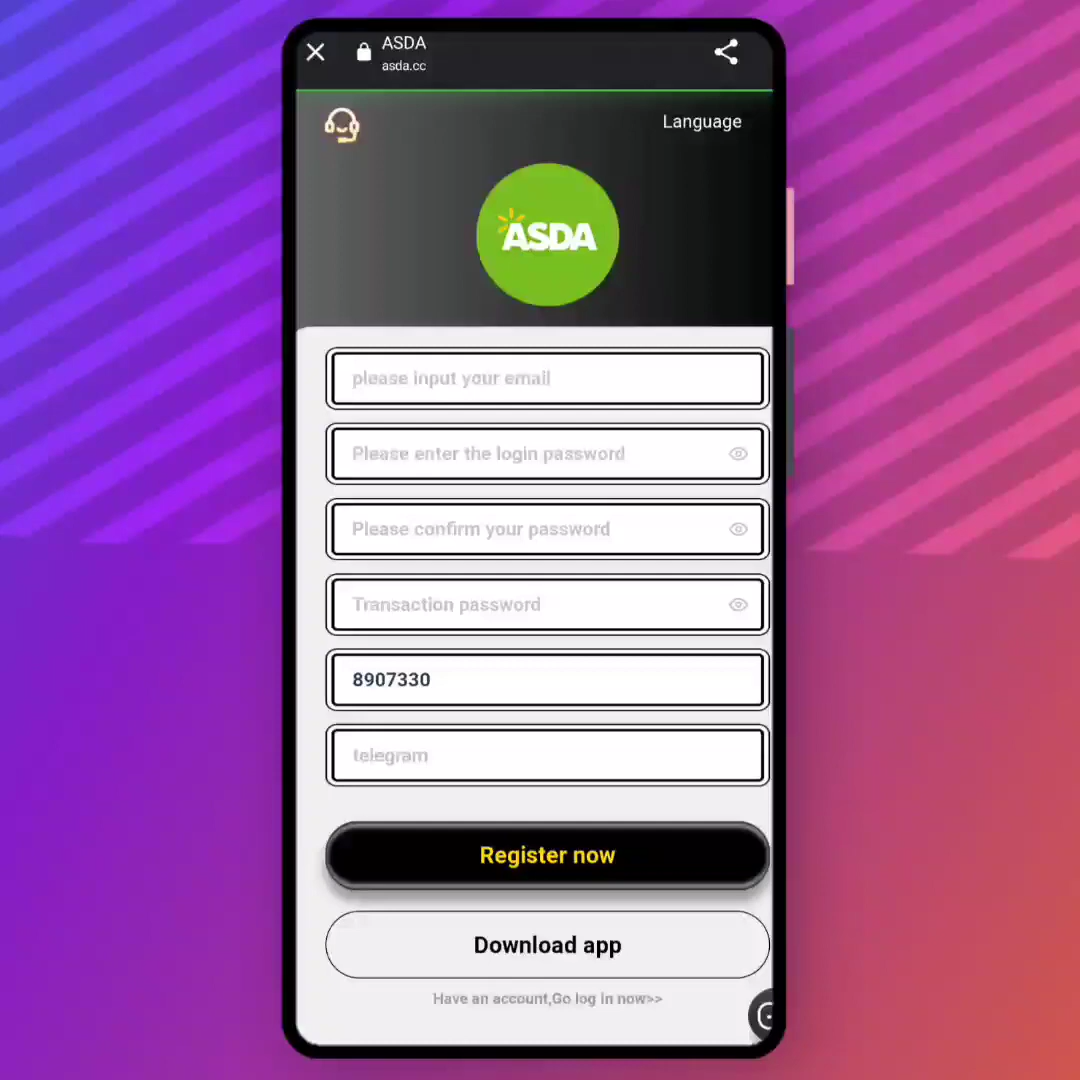 ASDA
asda.cc
Language
ASDA
please input your email
Please enter the login password
Please confirm your password
Transaction password
8907330
telegram
Register now
Download app
Have an account,Go log in now>>